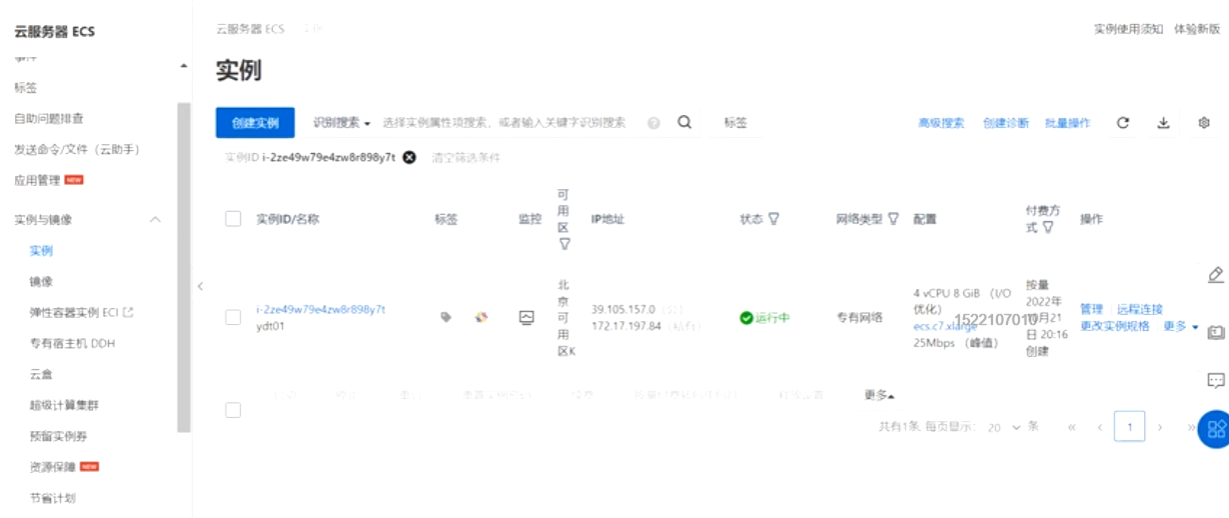 云服务器 ECS
事件
标签
自助问题排查
发送命令/文件（云助手）
应用管理 NEW
实例与镜像
实例
镜像
弹性容器实例 ECI
专有宿主机 DDH
云盒
超级计算集群
预留实例券
资源保障 NEW
节省计划
云服务器 ECS
实例使用须知 体验新版
实例
创建实例 识别搜索 选择实例属性项搜索，或者输入关键字识别搜索 标签 高级搜索 创建诊断 批量操作
实例ID i-2ze49w79e4zw8r898y7t 清空筛选条件
实例ID/名称 标签 监控 可用区 IP地址 状态 网络类型 配置 付费方式 操作
i-2ze49w79e4zw8r898y7t
ydt01
北京可用区K
39.105.157.0
172.17.197.84
运行中
专有网络
4 vCPU 8 GiB （I/O
优化）
ecs.c7.xlarge
25Mbps （峰值）
1522107010
按量
2022年
日 20:16
创建
管理 远程连接
更改实例规格 更多
更多
共有1条, 每页显示： 20 条 « ‹ 1 › »